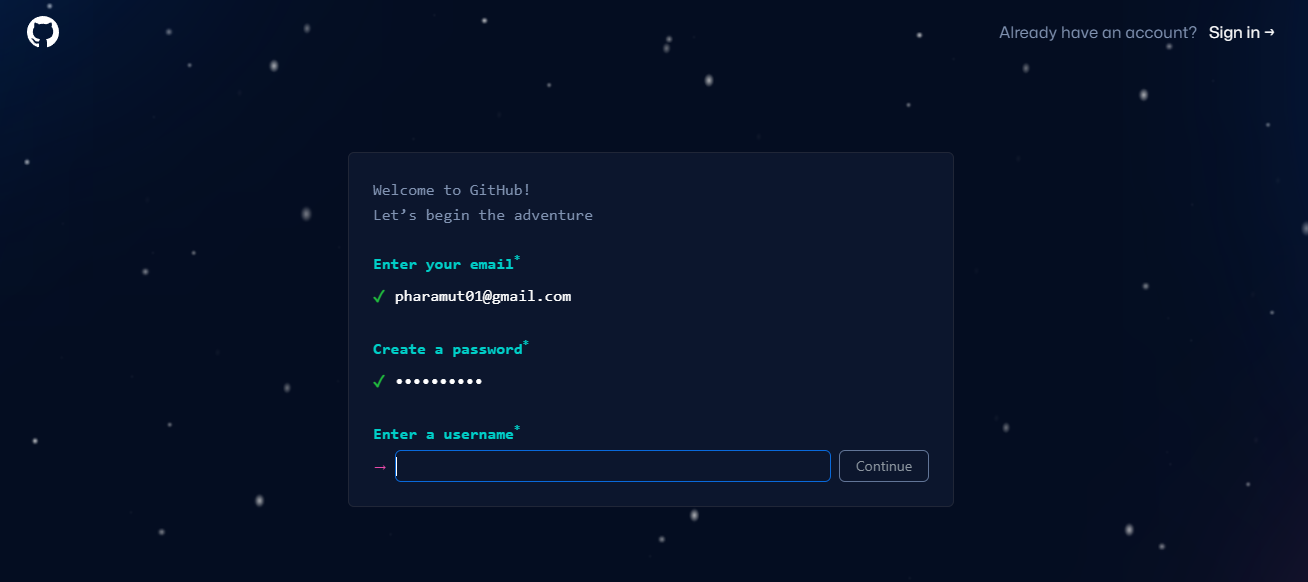 Already have an account? Sign in →
Welcome to GitHub!
Let’s begin the adventure
Enter your email*
✓ pharamut01@gmail.com
Create a password*
✓ ••••••••••
Enter a username*
→ Continue